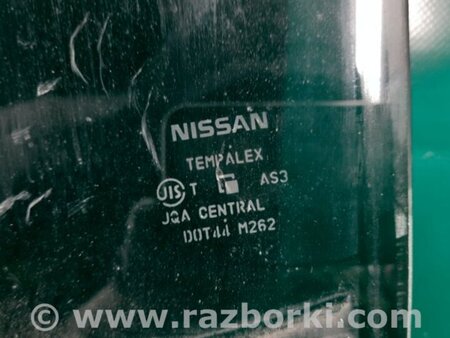 NISSAN
TEMPALEX
JIS T AS3
JQA CENTRAL
DOT44 M262
© www.razborki.com